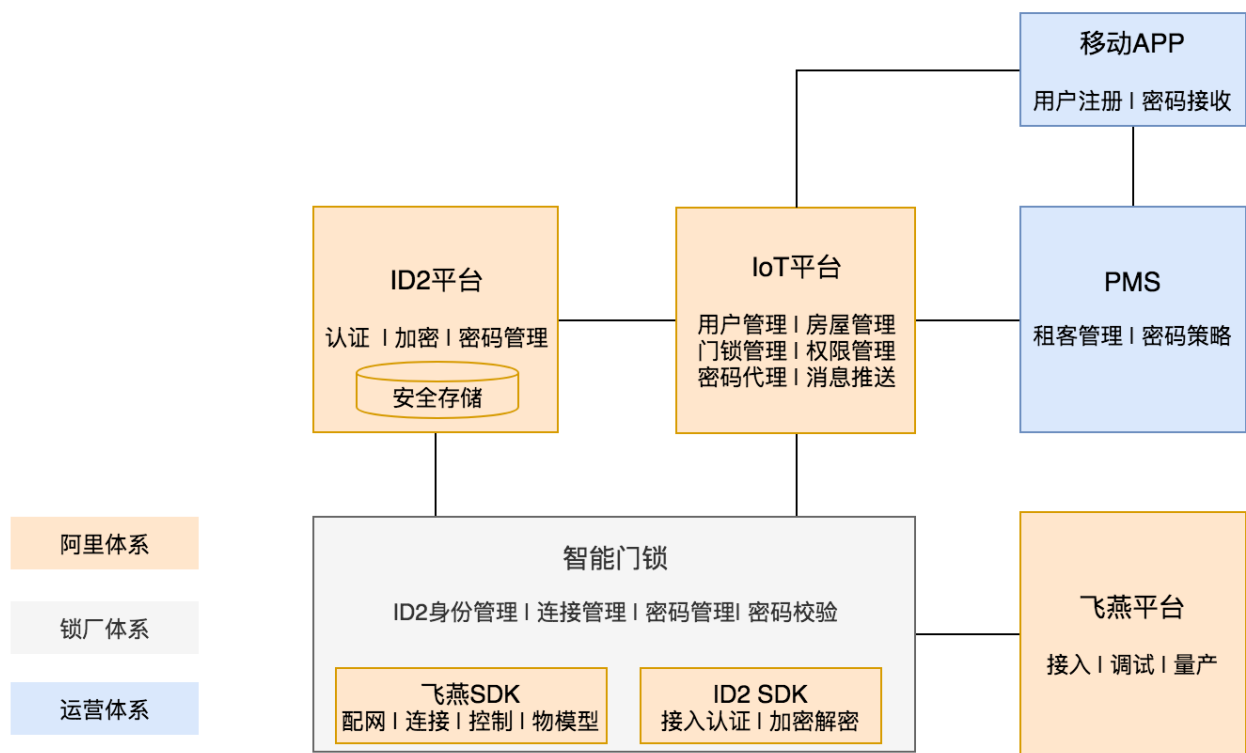 移动APP
用户注册 | 密码接收
ID2平台
认证 | 加密 | 密码管理
安全存储
IoT平台
用户管理 | 房屋管理
门锁管理 | 权限管理
密码代理 | 消息推送
PMS
租客管理 | 密码策略
阿里体系
锁厂体系
运营体系
智能门锁
ID2身份管理 | 连接管理 | 密码管理| 密码校验
飞燕SDK
配网 | 连接 | 控制 | 物模型
ID2 SDK
接入认证 | 加密解密
飞燕平台
接入 | 调试 | 量产